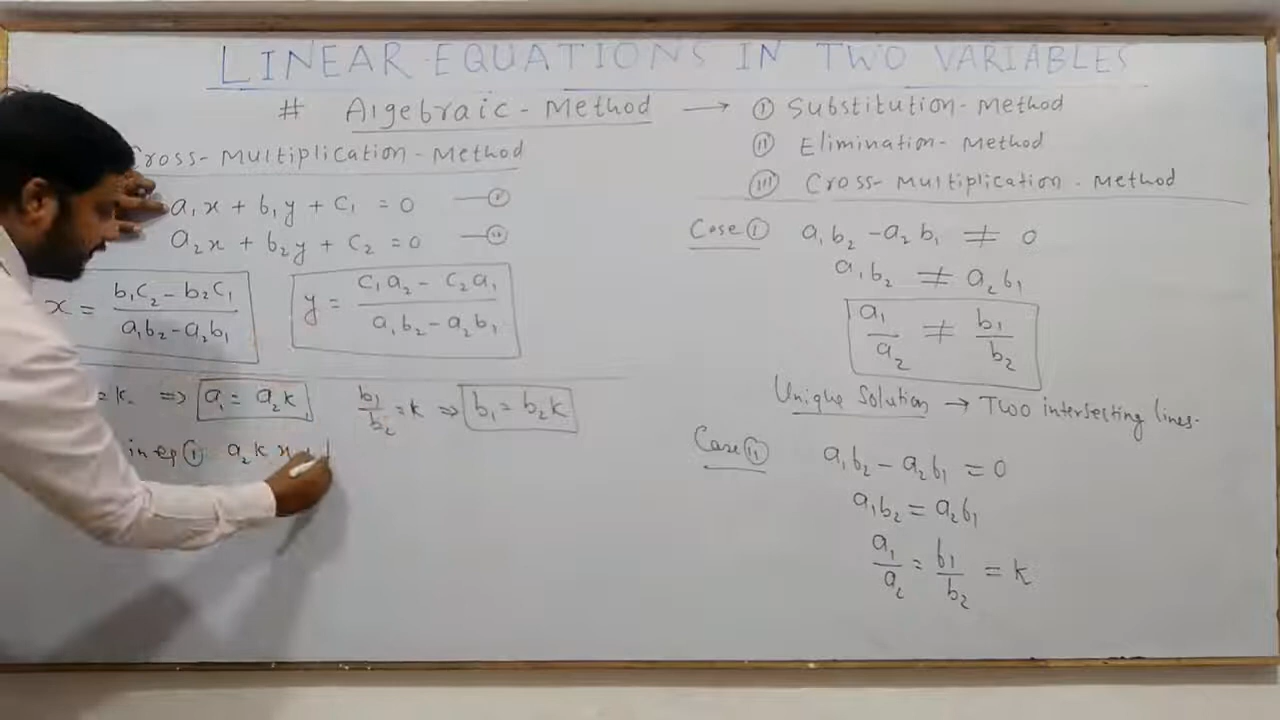 LINEAR EQUATIONS IN TWO VARIABLES
# Algebraic - Method → (I) Substitution - Method
(II) Elimination - Method
(III) Cross - Multiplication - Method
Cross - Multiplication - Method
a₁x + b₁y + c₁ = 0 — (i)
a₂x + b₂y + c₂ = 0 — (ii)
x = (b₁c₂ - b₂c₁)/(a₁b₂ - a₂b₁)
y = (c₁a₂ - c₂a₁)/(a₁b₂ - a₂b₁)
= k ⇒ a₁ = a₂k
b₁/b₂ = k ⇒ b₁ = b₂k
in eq (1) a₂k x +
Case (I) a₁b₂ - a₂b₁ ≠ 0
a₁b₂ ≠ a₂b₁
a₁/a₂ ≠ b₁/b₂
Unique Solution → Two intersecting lines.
Case (II) a₁b₂ - a₂b₁ = 0
a₁b₂ = a₂b₁
a₁/a₂ = b₁/b₂ = k